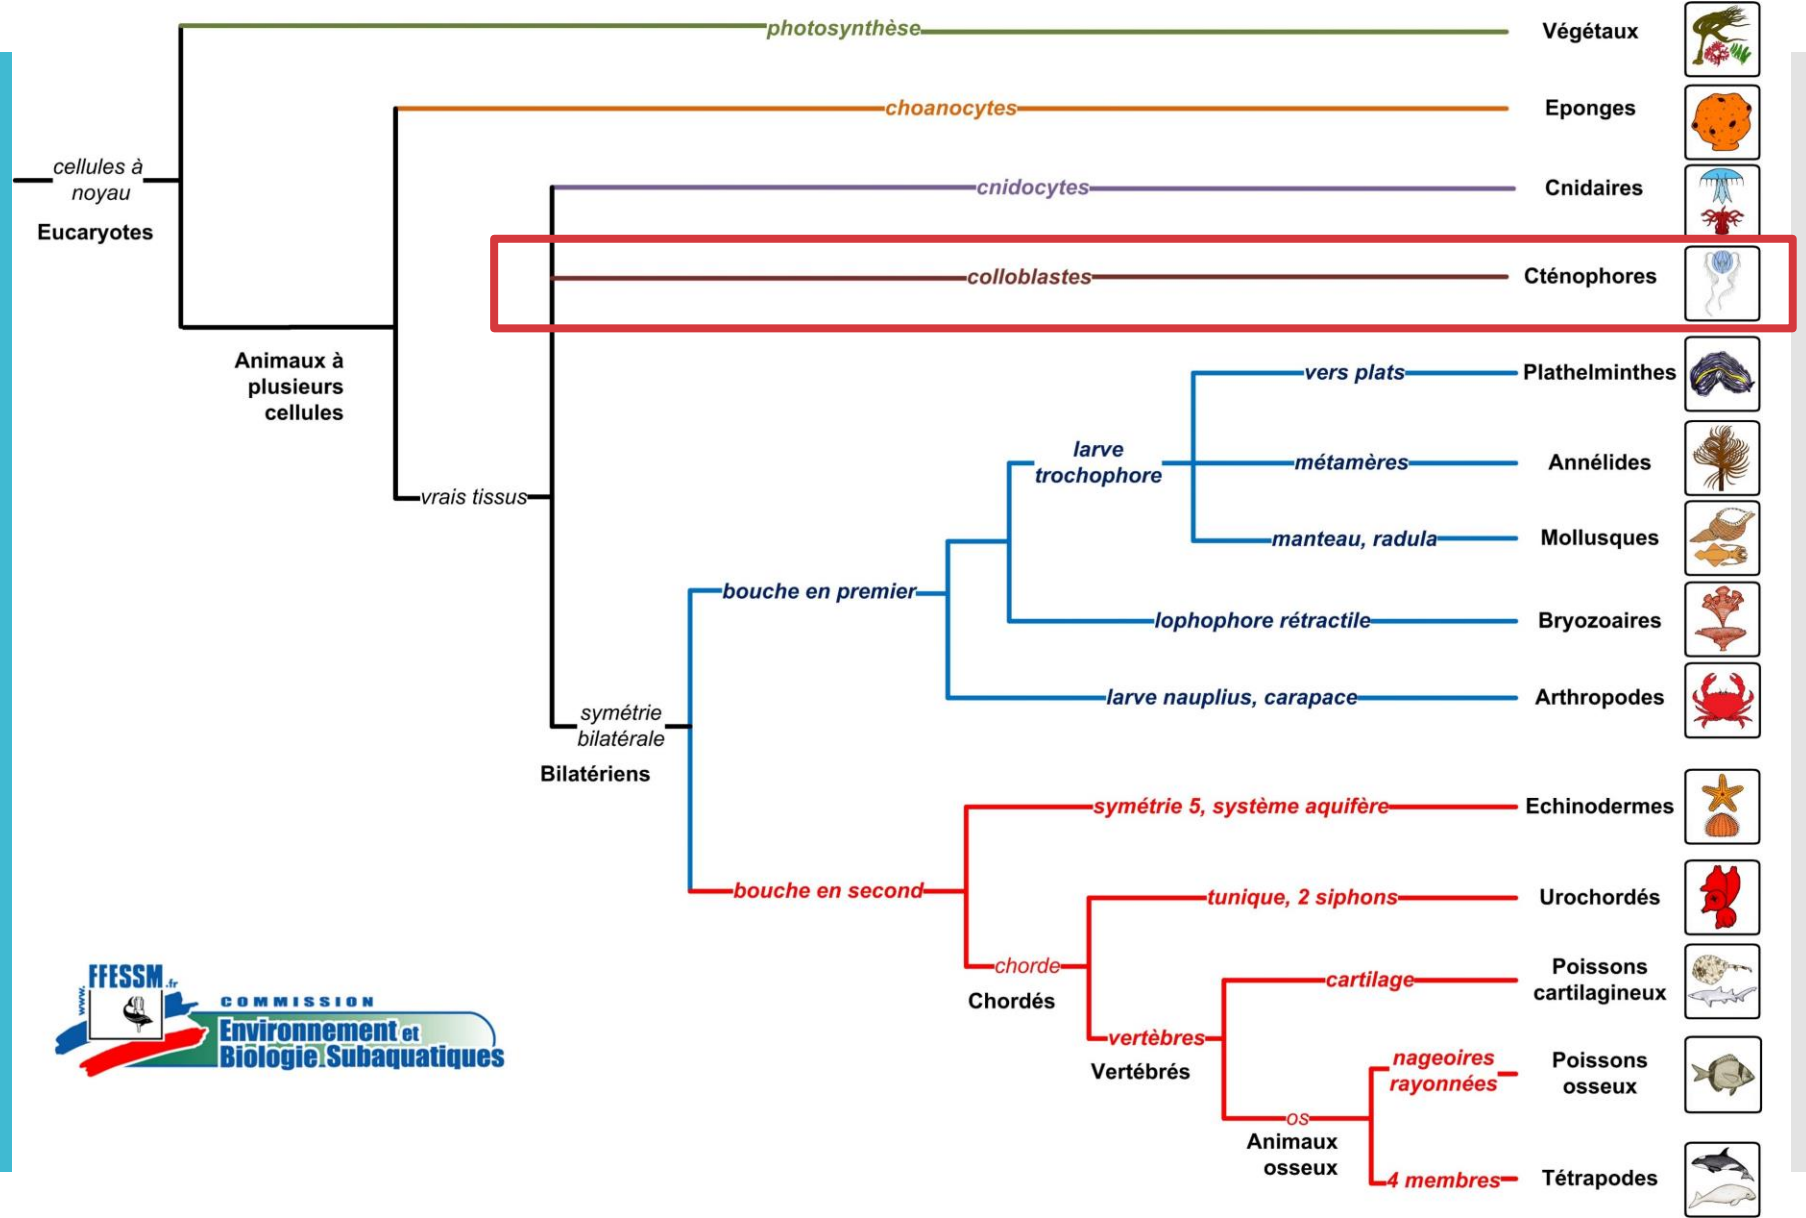 photosynthèse
Végétaux
choanocytes
Eponges
cellules à
noyau
Eucaryotes
cnidocytes
Cnidaires
colloblastes
Cténophores
Animaux à
plusieurs
cellules
vrais tissus
vers plats
Plathelminthes
larve
trochophore
métamères
Annélides
manteau, radula
Mollusques
bouche en premier
lophophore rétractile
Bryozoaires
larve nauplius, carapace
Arthropodes
symétrie
bilatérale
Bilatériens
symétrie 5, système aquifère
Echinodermes
bouche en second
tunique, 2 siphons
Urochordés
chorde
Chordés
cartilage
Poissons
cartilagineux
vertèbres
Vertébrés
nageoires
rayonnées
Poissons
osseux
os
Animaux
osseux
4 membres
Tétrapodes
www.
FFESSM.fr
COMMISSION
Environnement et
Biologie Subaquatiques